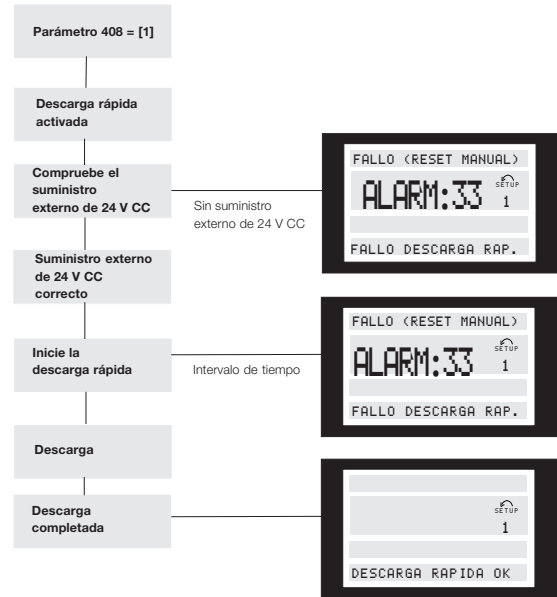 Parámetro 408 = [1]
Descarga rápida
activada
Compruebe el
suministro
externo de 24 V CC
Sin suministro
externo de 24 V CC
FALLO (RESET MANUAL)
ALARM:33
SETUP
1
FALLO DESCARGA RAP.
Suministro externo
de 24 V CC
correcto
Inicie la
descarga rápida
Intervalo de tiempo
FALLO (RESET MANUAL)
ALARM:33
SETUP
1
FALLO DESCARGA RAP.
Descarga
Descarga
completada
SETUP
1
DESCARGA RAPIDA OK